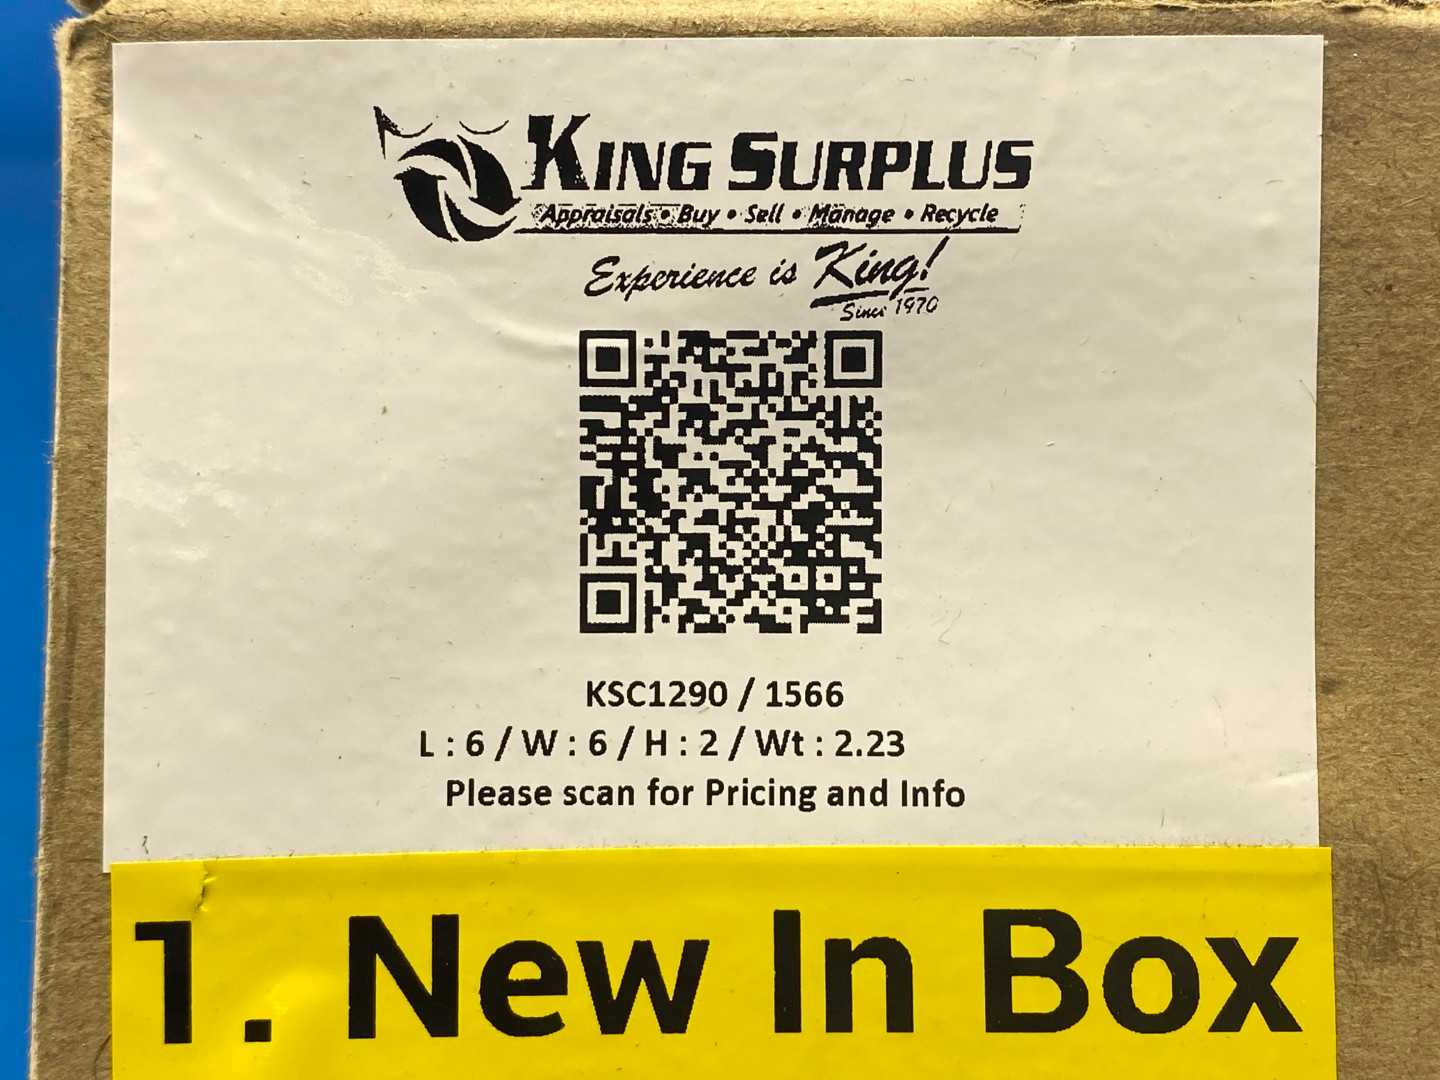 KING SURPLUS
Appraisals • Buy • Sell • Manage • Recycle
Experience is King!
Since 1970
KSC1290 / 1566
L : 6 / W : 6 / H : 2 / Wt : 2.23
Please scan for Pricing and Info
1. New In Box